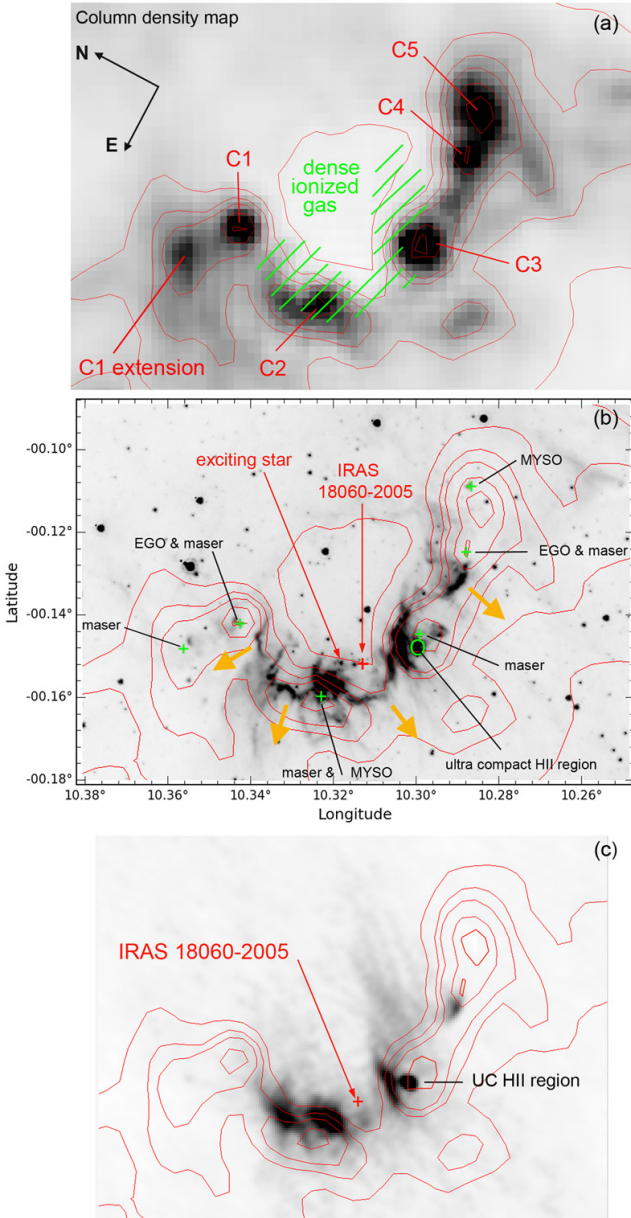 Column density map
(a)
N
E
C5
C4
C1
dense
ionized
gas
C3
C2
C1 extension
(b)
-00.10°
-00.12°
-00.14°
-00.16°
-00.18°
Latitude
exciting star
IRAS
18060-2005
MYSO
EGO & maser
EGO & maser
maser
maser
maser & MYSO
ultra compact HII region
10.38°
10.36°
10.34°
10.32°
10.30°
10.28°
10.26°
Longitude
(c)
IRAS 18060-2005
UC HII region